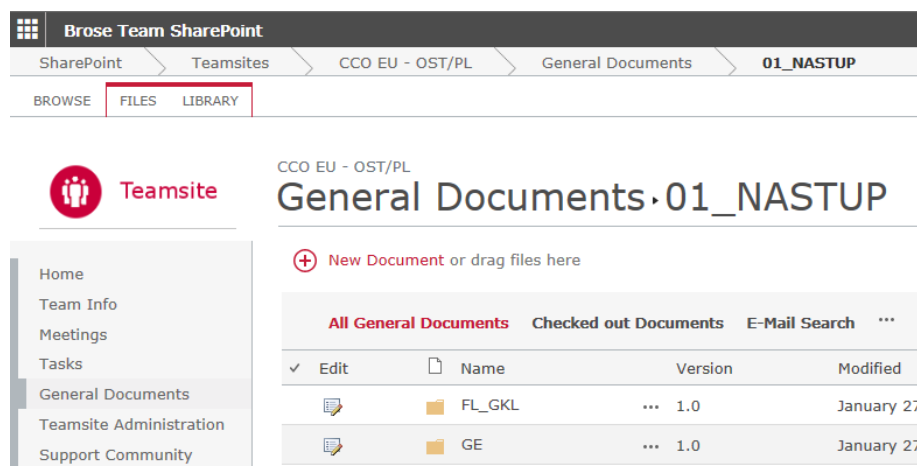 Brose Team SharePoint
SharePoint Teamsites CCO EU - OST/PL General Documents 01_NASTUP
BROWSE FILES LIBRARY
Teamsite
CCO EU - OST/PL
General Documents 01_NASTUP
New Document or drag files here
Home
Team Info
Meetings
Tasks
General Documents
Teamsite Administration
Support Community
All General Documents Checked out Documents E-Mail Search ...
Edit Name Version Modified
FL_GKL ... 1.0 January 27
GE ... 1.0 January 27